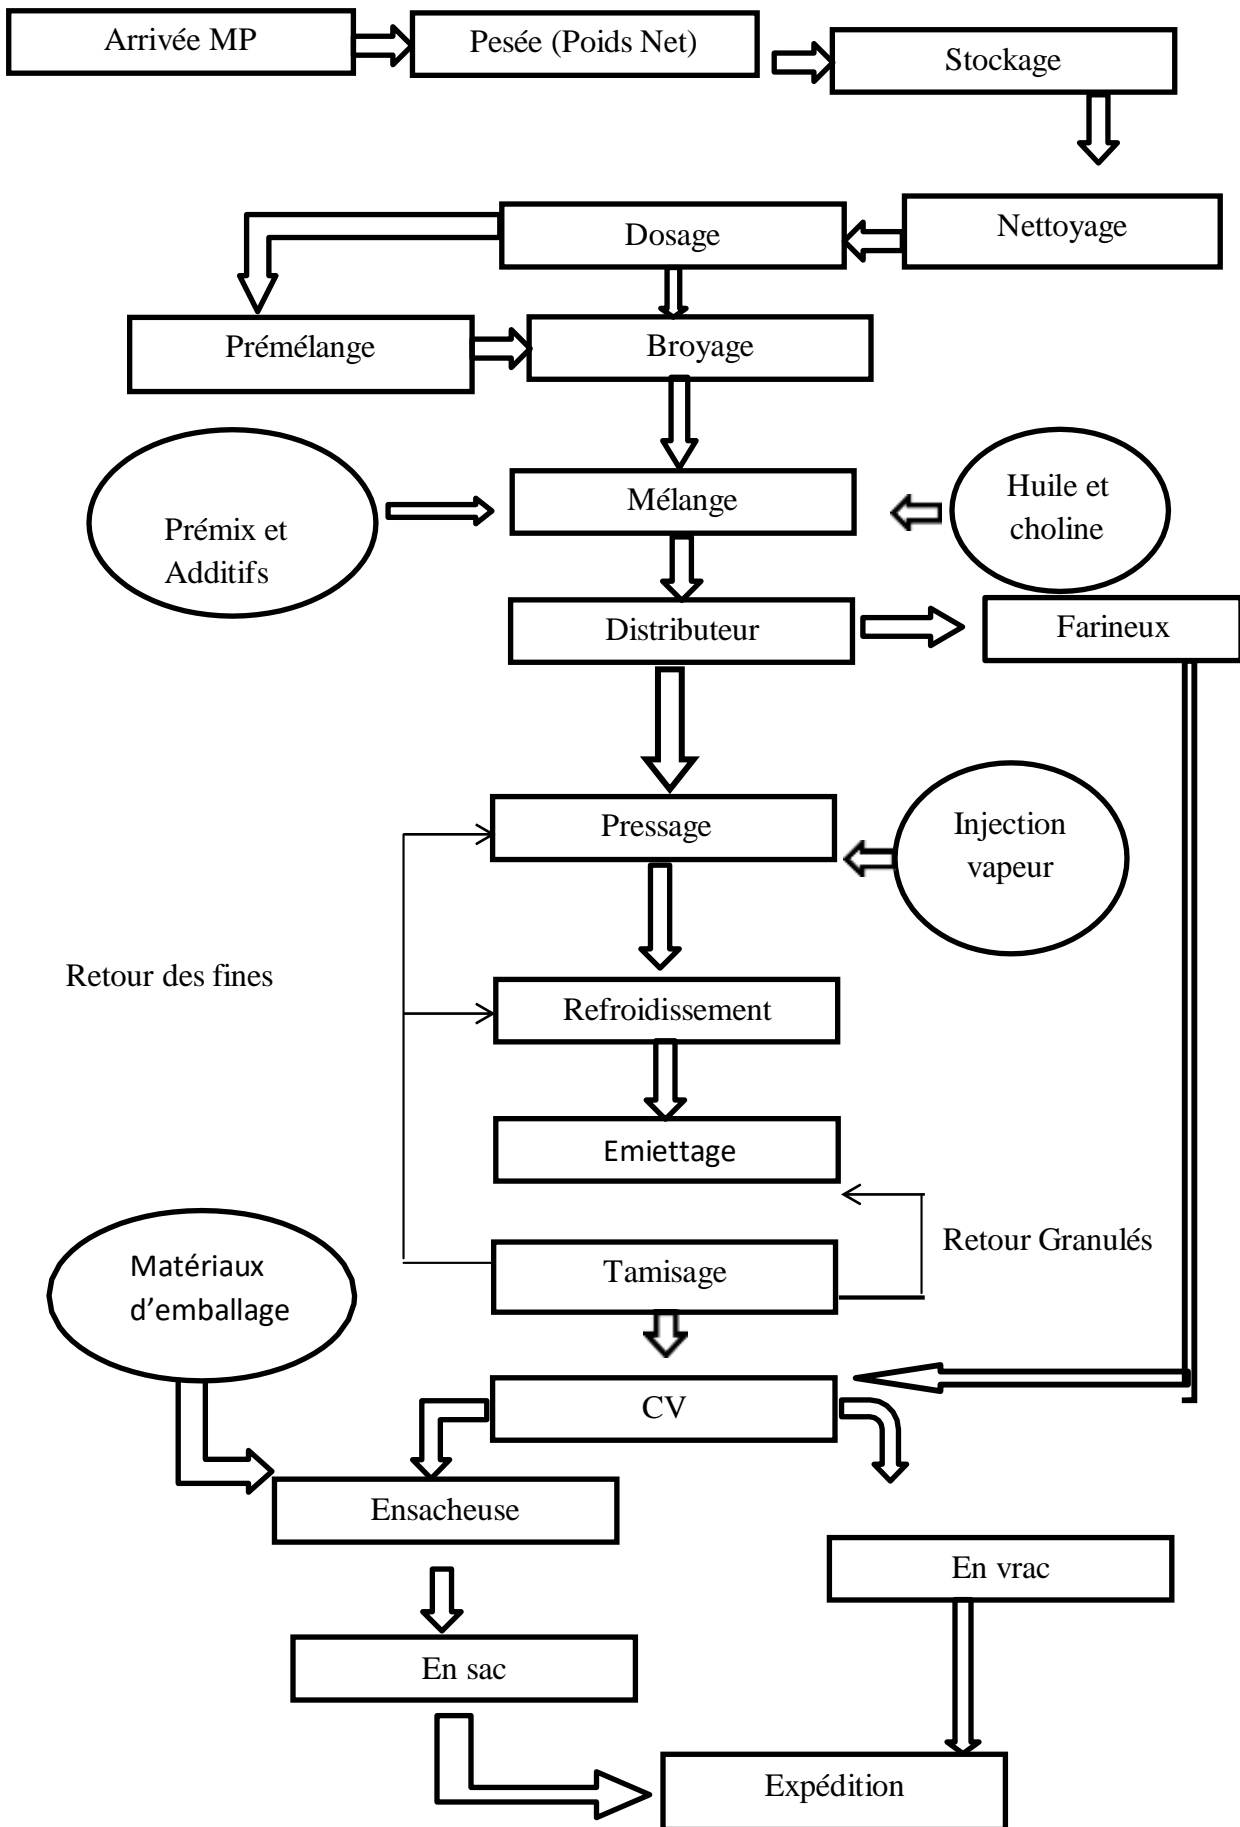 Arrivée MP
Pesée (Poids Net)
Stockage
Nettoyage
Dosage
Prémélange
Broyage
Prémix et
Additifs
Mélange
Huile et
choline
Distributeur
Farineux
Pressage
Injection
vapeur
Retour des fines
Refroidissement
Emiettage
Retour Granulés
Tamisage
Matériaux
d’emballage
CV
Ensacheuse
En vrac
En sac
Expédition